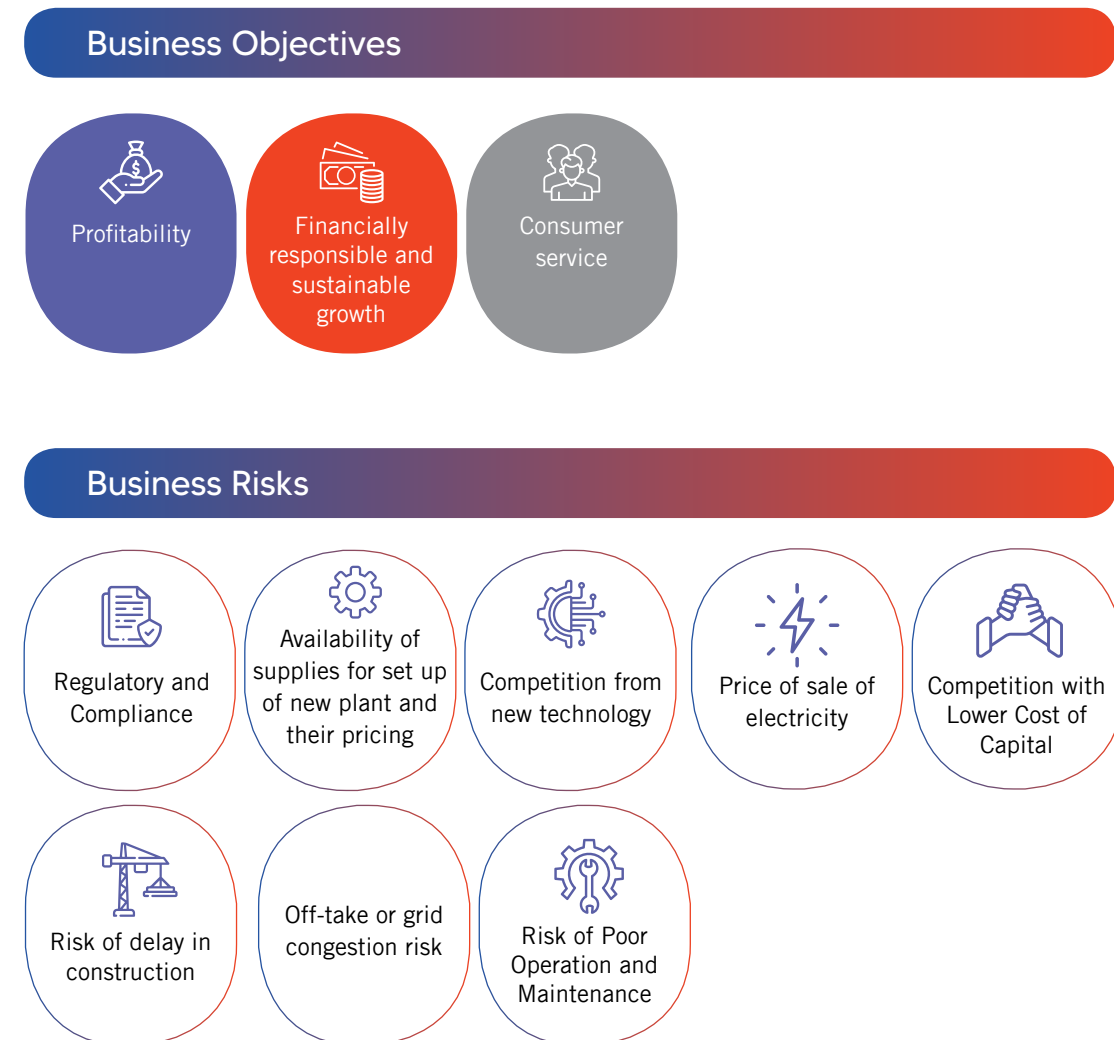 Business Objectives
Profitability
Financially
responsible and
sustainable
growth
Consumer
service
Business Risks
Regulatory and
Compliance
Availability of
supplies for set up
of new plant and
their pricing
Competition from
new technology
Price of sale of
electricity
Competition with
Lower Cost of
Capital
Risk of delay in
construction
Off-take or grid
congestion risk
Risk of Poor
Operation and
Maintenance